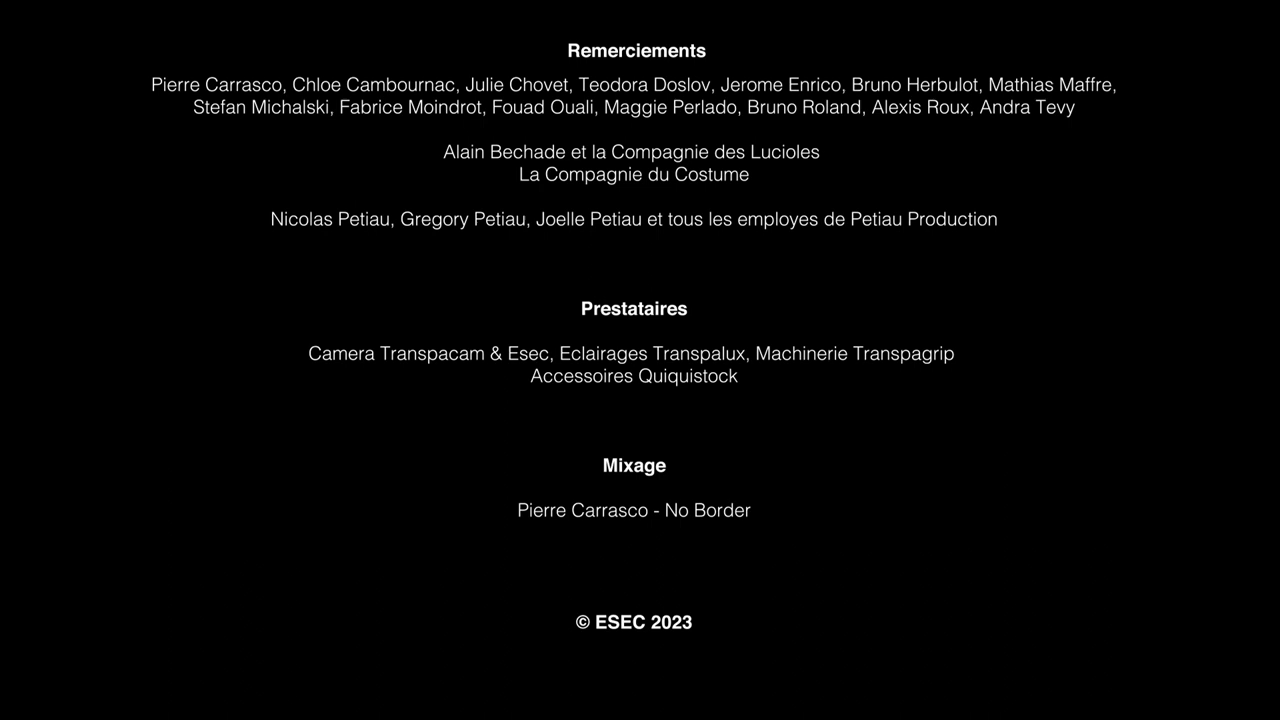 Remerciements
Pierre Carrasco, Chloe Cambournac, Julie Chovet, Teodora Doslov, Jerome Enrico, Bruno Herbulot, Mathias Maffre,
Stefan Michalski, Fabrice Moindrot, Fouad Ouali, Maggie Perlado, Bruno Roland, Alexis Roux, Andra Tevy
Alain Bechade et la Compagnie des Lucioles
La Compagnie du Costume
Nicolas Petiau, Gregory Petiau, Joelle Petiau et tous les employes de Petiau Production
Prestataires
Camera Transpacam & Esec, Eclairages Transpalux, Machinerie Transpagrip
Accessoires Quiquistock
Mixage
Pierre Carrasco - No Border
© ESEC 2023